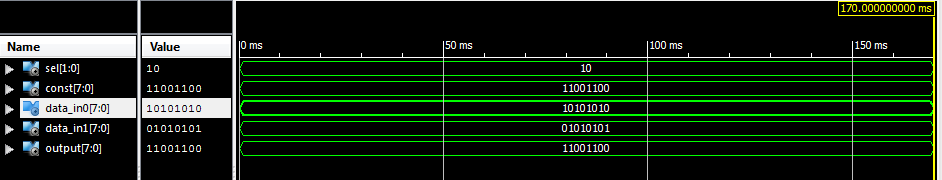 170.000000000 ms
Name Value 0 ms 50 ms 100 ms 150 ms
sel[1:0] 10 10
const[7:0] 11001100 11001100
data_in0[7:0] 10101010 10101010
data_in1[7:0] 01010101 01010101
output[7:0] 11001100 11001100